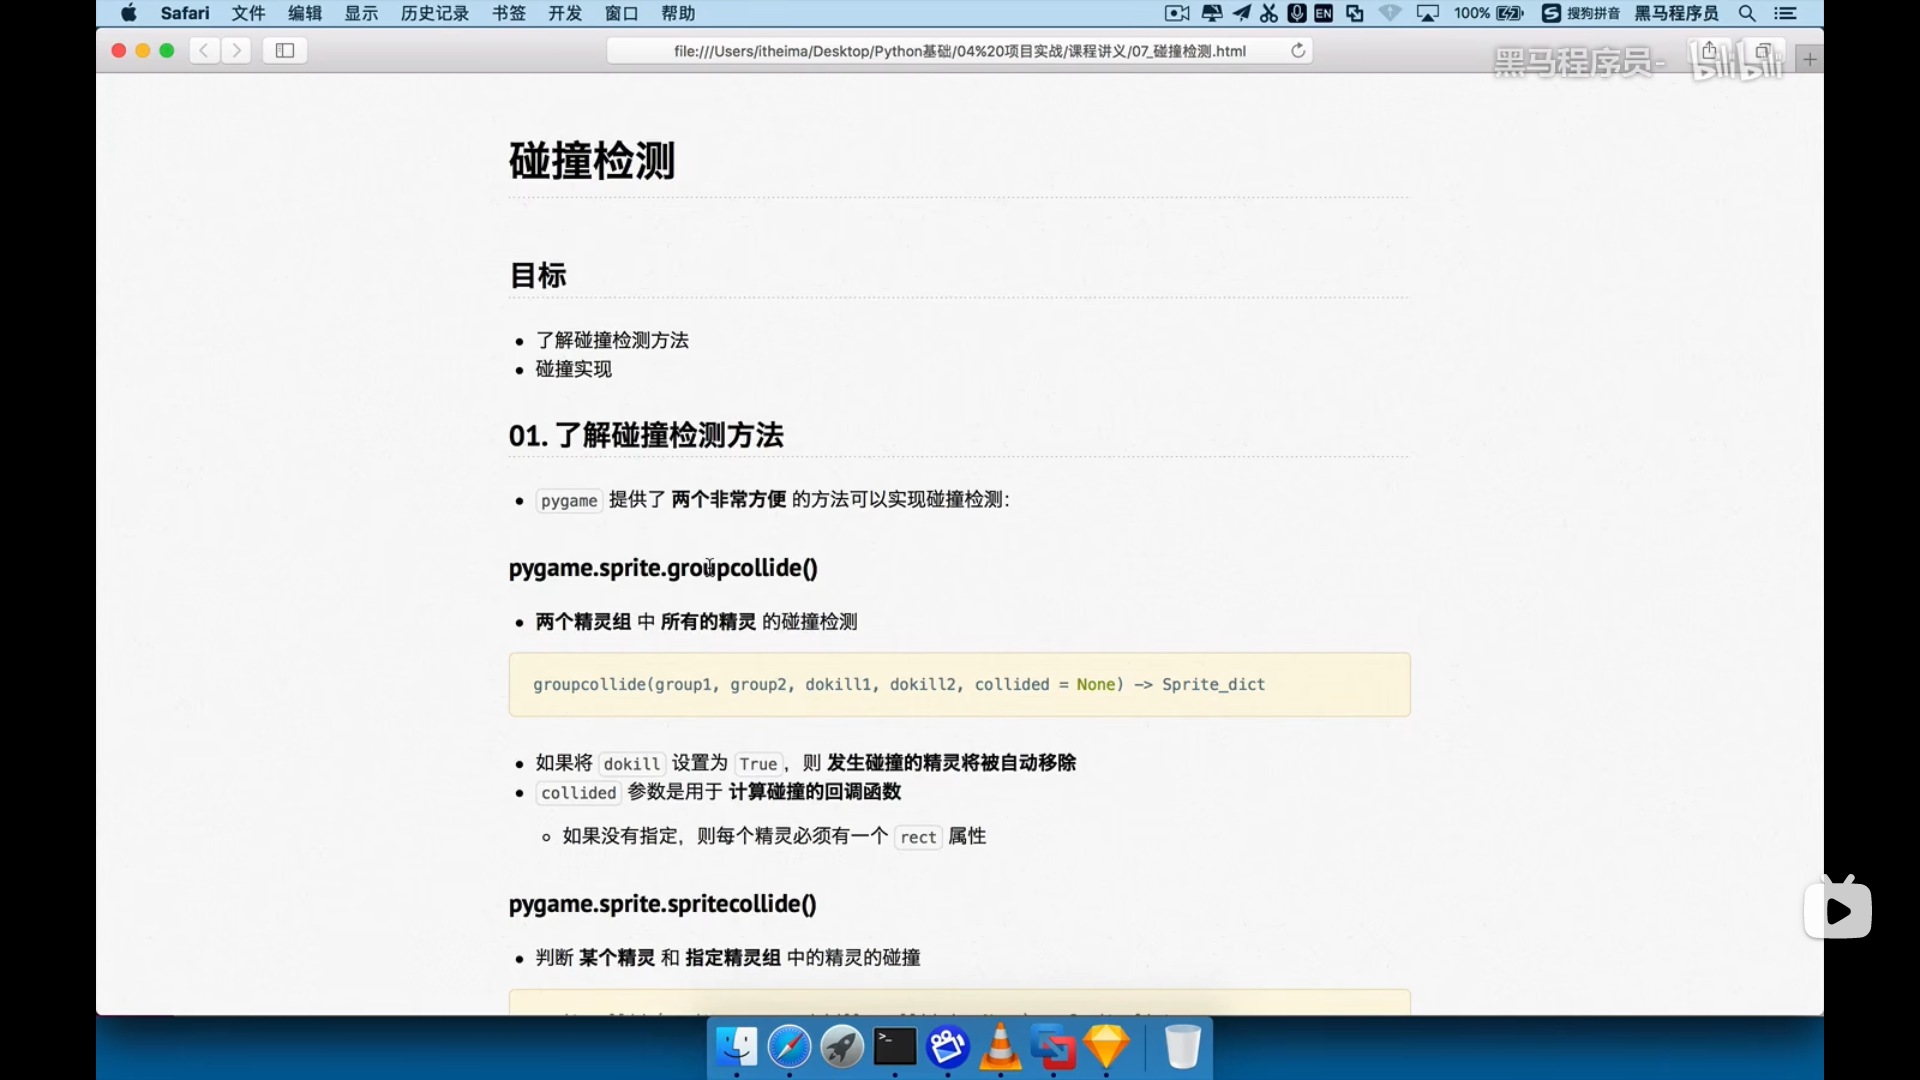 Safari 文件 编辑 显示 历史记录 书签 开发 窗口 帮助 EN 100% 搜狗拼音 黑马程序员
file:///Users/itheima/Desktop/Python基础/04%20项目实战/课程讲义/07_碰撞检测.html
黑马程序员- bilibili
碰撞检测
目标
了解碰撞检测方法
碰撞实现
01. 了解碰撞检测方法
pygame 提供了 两个非常方便 的方法可以实现碰撞检测：
pygame.sprite.groupcollide()
两个精灵组 中 所有的精灵 的碰撞检测
groupcollide(group1, group2, dokill1, dokill2, collided = None) -> Sprite_dict
如果将 dokill 设置为 True，则 发生碰撞的精灵将被自动移除
collided 参数是用于 计算碰撞的回调函数
如果没有指定，则每个精灵必须有一个 rect 属性
pygame.sprite.spritecollide()
判断 某个精灵 和 指定精灵组 中的精灵的碰撞